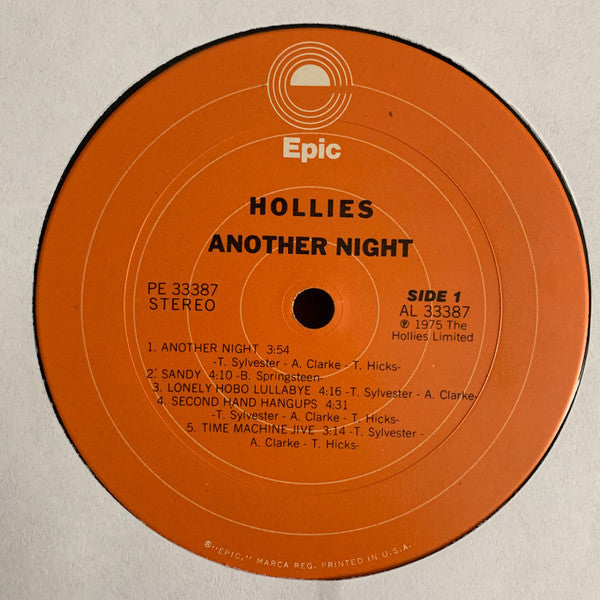 Epic
HOLLIES
ANOTHER NIGHT
PE 33387
STEREO
SIDE 1
AL 33387
℗ 1975 The
Hollies Limited
1. ANOTHER NIGHT 3:54
-T. Sylvester - A. Clarke - T. Hicks-
2. SANDY 4:10 -B. Springsteen-
3. LONELY HOBO LULLABYE 4:16 -T. Sylvester - A. Clarke-
4. SECOND HAND HANGUPS 4:31
-T. Sylvester - A. Clarke - T. Hicks-
5. TIME MACHINE JIVE 3:14 -T. Sylvester -
A. Clarke - T. Hicks-
®"EPIC," MARCA REG. PRINTED IN U.S.A.